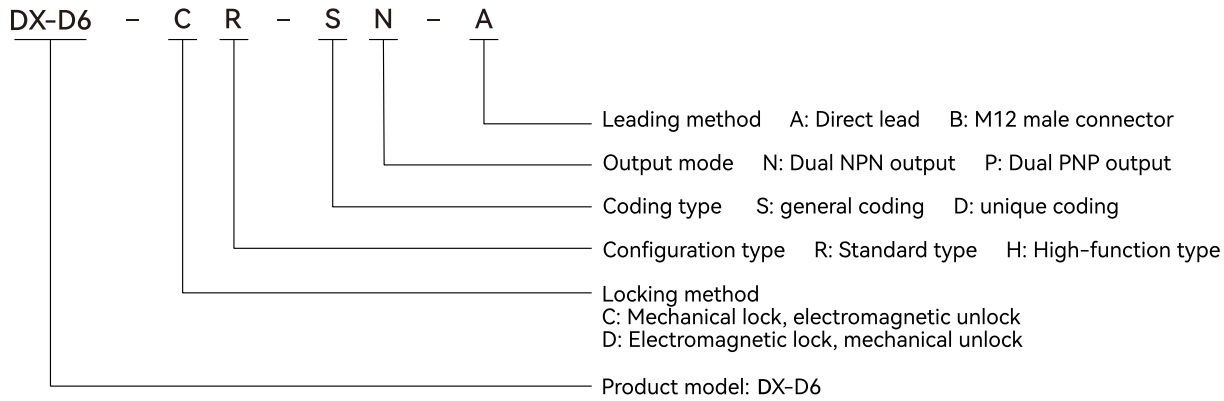 DX-D6 - C R - S N - A
Leading method A: Direct lead B: M12 male connector
Output mode N: Dual NPN output P: Dual PNP output
Coding type S: general coding D: unique coding
Configuration type R: Standard type H: High-function type
Locking method
C: Mechanical lock, electromagnetic unlock
D: Electromagnetic lock, mechanical unlock
Product model: DX-D6